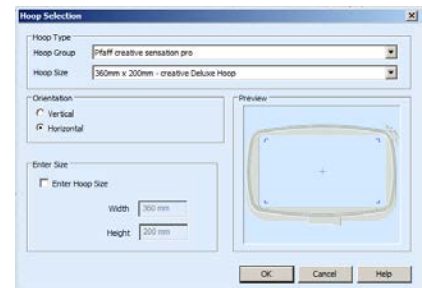 Hoop Selection
Hoop Type
Hoop Group Pfaff creative sensation pro
Hoop Size 360mm x 200mm - creative Deluxe Hoop
Orientation
Vertical
Horizontal
Preview
Enter Size
Enter Hoop Size
Width 360 mm
Height 200 mm
OK Cancel Help